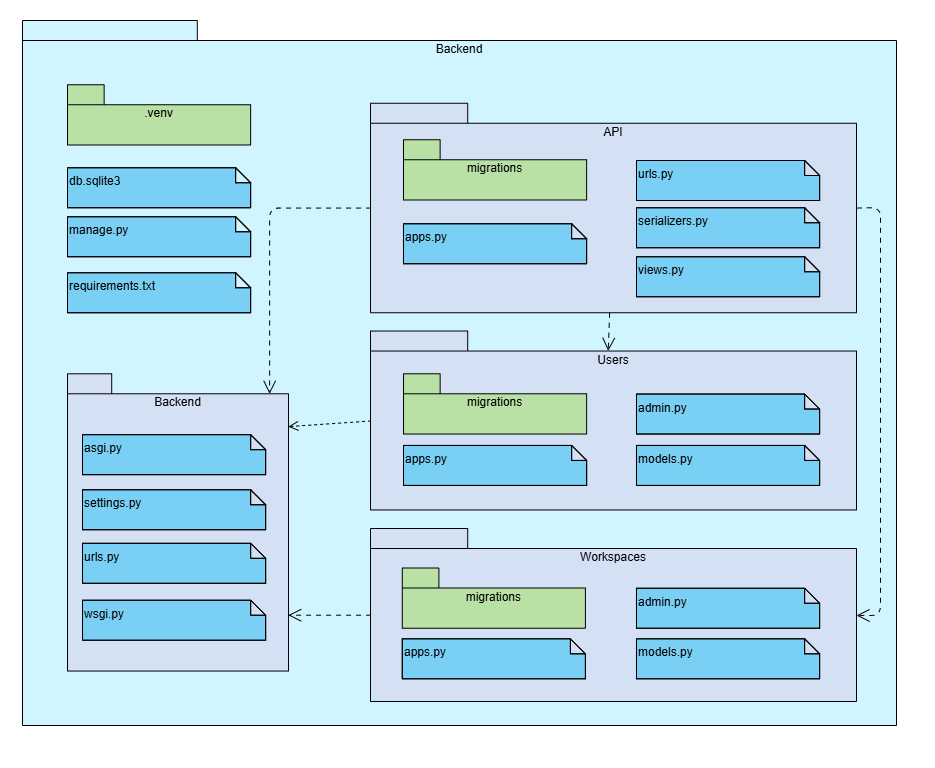 Backend
.venv
db.sqlite3
manage.py
requirements.txt
API
migrations
apps.py
urls.py
serializers.py
views.py
Users
migrations
apps.py
admin.py
models.py
Backend
asgi.py
settings.py
urls.py
wsgi.py
Workspaces
migrations
apps.py
admin.py
models.py